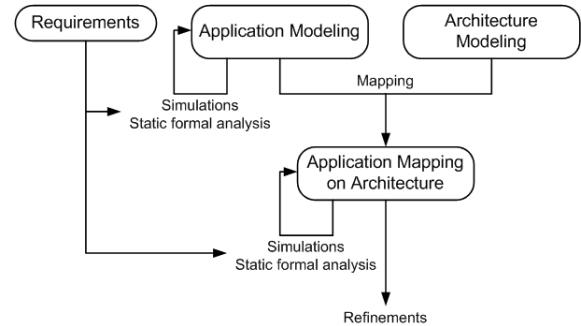 Requirements
Application Modeling
Architecture
Modeling
Mapping
Simulations
Static formal analysis
Application Mapping
on Architecture
Simulations
Static formal analysis
Refinements